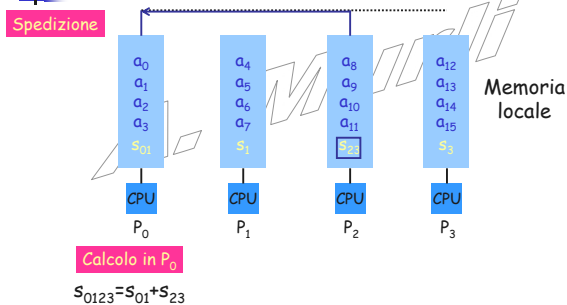 Spedizione
a₀ a₄ a₈ a₁₂
a₁ a₅ a₉ a₁₃
a₂ a₆ a₁₀ a₁₄
a₃ a₇ a₁₁ a₁₅
s₀₁ s₁ s₂₃ s₃
Memoria
locale
CPU CPU CPU CPU
P₀ P₁ P₂ P₃
Calcolo in P₀
s₀₁₂₃=s₀₁+s₂₃
A. Murli